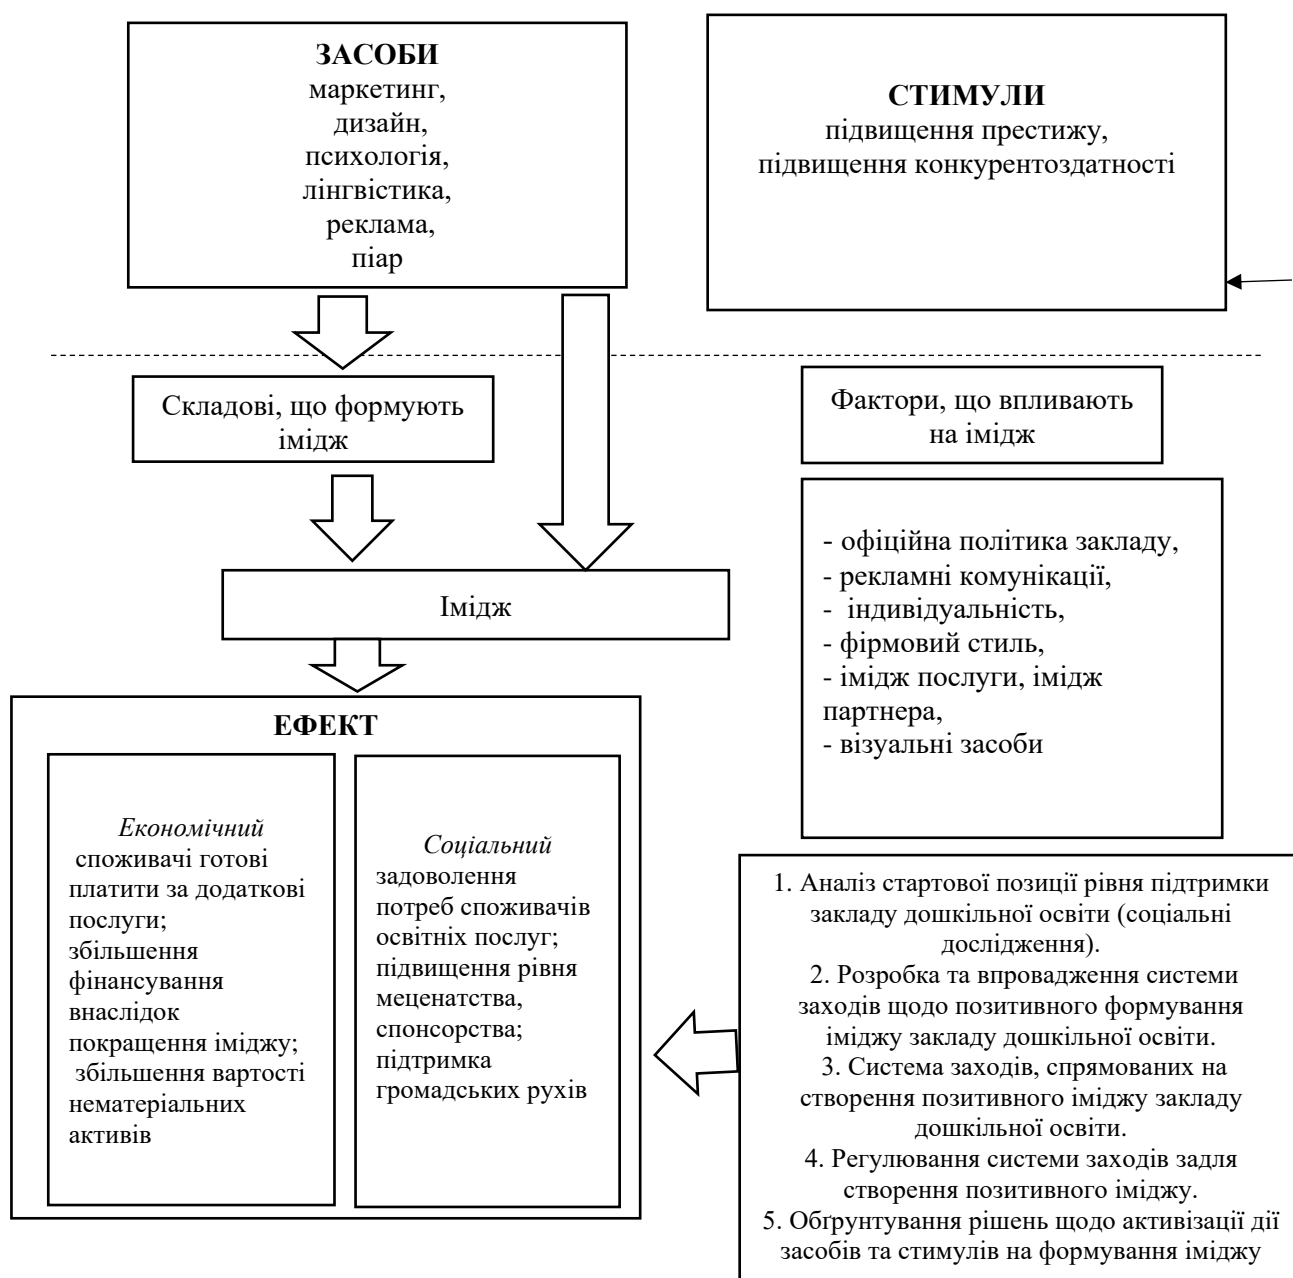 ЗАСОБИ
маркетинг,
дизайн,
психологія,
лінгвістика,
реклама,
піар
СТИМУЛИ
підвищення престижу,
підвищення конкурентоздатності
Складові, що формують
імідж
Фактори, що впливають
на імідж
- офіційна політика закладу,
- рекламні комунікації,
- індивідуальність,
- фірмовий стиль,
- імідж послуги, імідж
партнера,
- візуальні засоби
Імідж
ЕФЕКТ
Економічний
споживачі готові
платити за додаткові
послуги;
збільшення
фінансування
внаслідок
покращення іміджу;
збільшення вартості
нематеріальних
активів
Соціальний
задоволення
потреб споживачів
освітніх послуг;
підвищення рівня
меценатства,
спонсорства;
підтримка
громадських рухів
1. Аналіз стартової позиції рівня підтримки
закладу дошкільної освіти (соціальні
дослідження).
2. Розробка та впровадження системи
заходів щодо позитивного формування
іміджу закладу дошкільної освіти.
3. Система заходів, спрямованих на
створення позитивного іміджу закладу
дошкільної освіти.
4. Регулювання системи заходів задля
створення позитивного іміджу.
5. Обґрунтування рішень щодо активізації дії
засобів та стимулів на формування іміджу